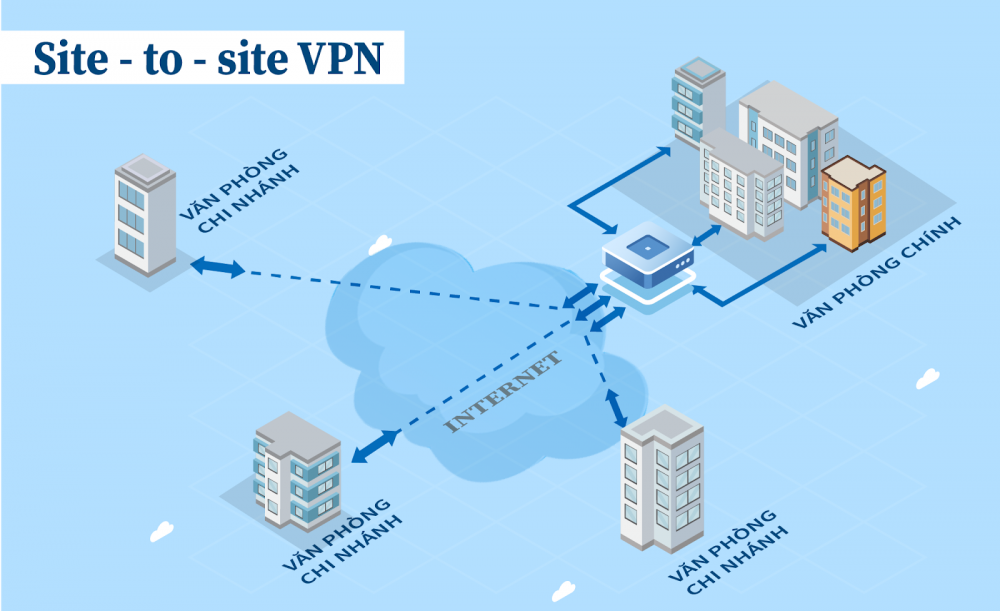 Site - to - site VPN
VĂN PHÒNG
CHI NHÁNH
VĂN PHÒNG CHÍNH
INTERNET
VĂN PHÒNG
CHI NHÁNH
VĂN PHÒNG
CHI NHÁNH